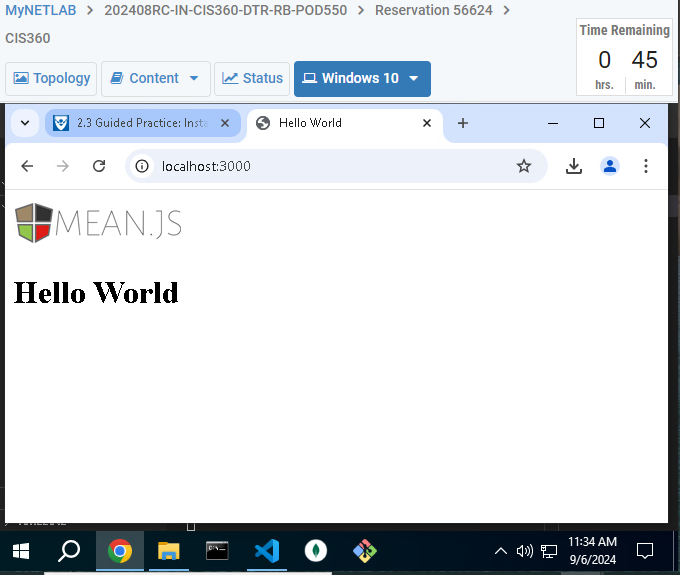 MyNETLAB > 202408RC-IN-CIS360-DTR-RB-POD550 > Reservation 56624 >
CIS360
Time Remaining
0 45
hrs. min.
Topology Content Status Windows 10
2.3 Guided Practice: Insta
Hello World
localhost:3000
MEAN.JS
Hello World
11:34 AM
9/6/2024